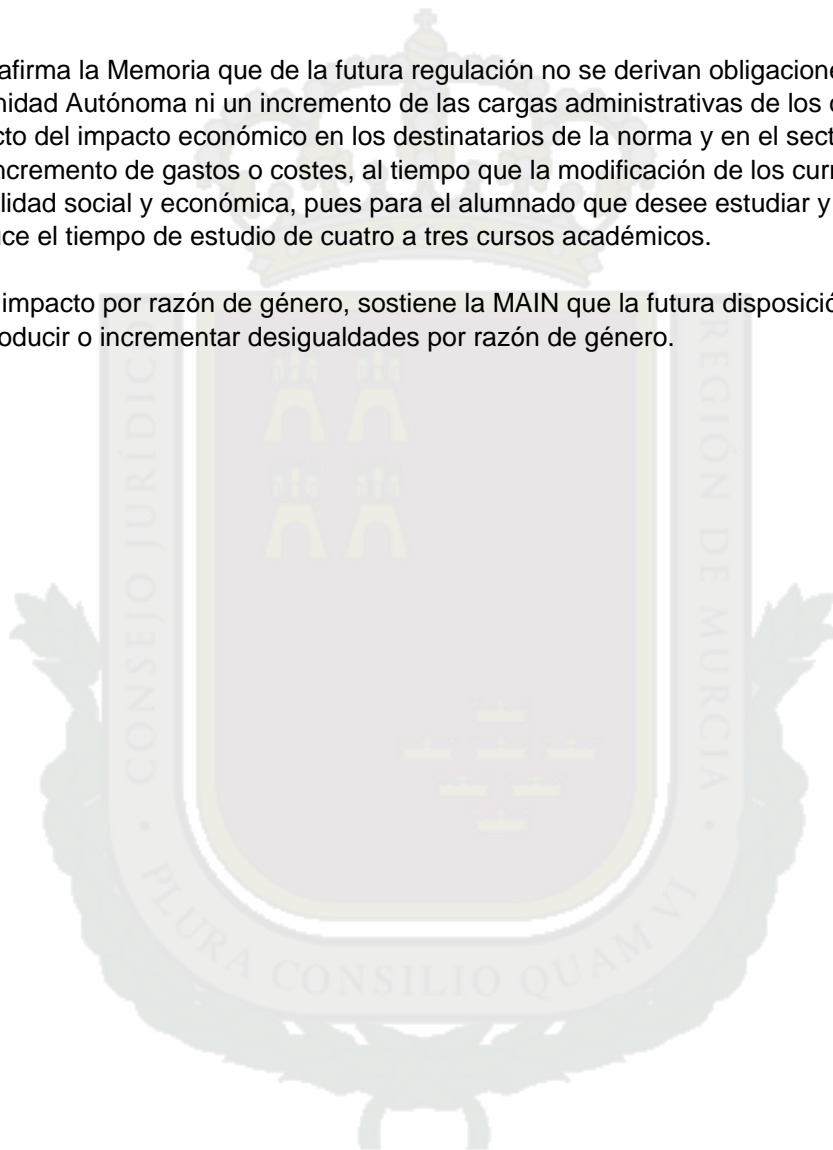 afirma la Memoria que de la futura regulación no se derivan obligacione
nidad Autónoma ni un incremento de las cargas administrativas de los
cto del impacto económico en los destinatarios de la norma y en el sect
ncremento de gastos o costes, al tiempo que la modificación de los curr
lidad social y económica, pues para el alumnado que desee estudiar y
uce el tiempo de estudio de cuatro a tres cursos académicos.
impacto por razón de género, sostiene la MAIN que la futura disposició
oducir o incrementar desigualdades por razón de género.
CONSEJO JURÍDICO
REGIÓN DE MURCIA
PLURA CONSILIO QUAM VI